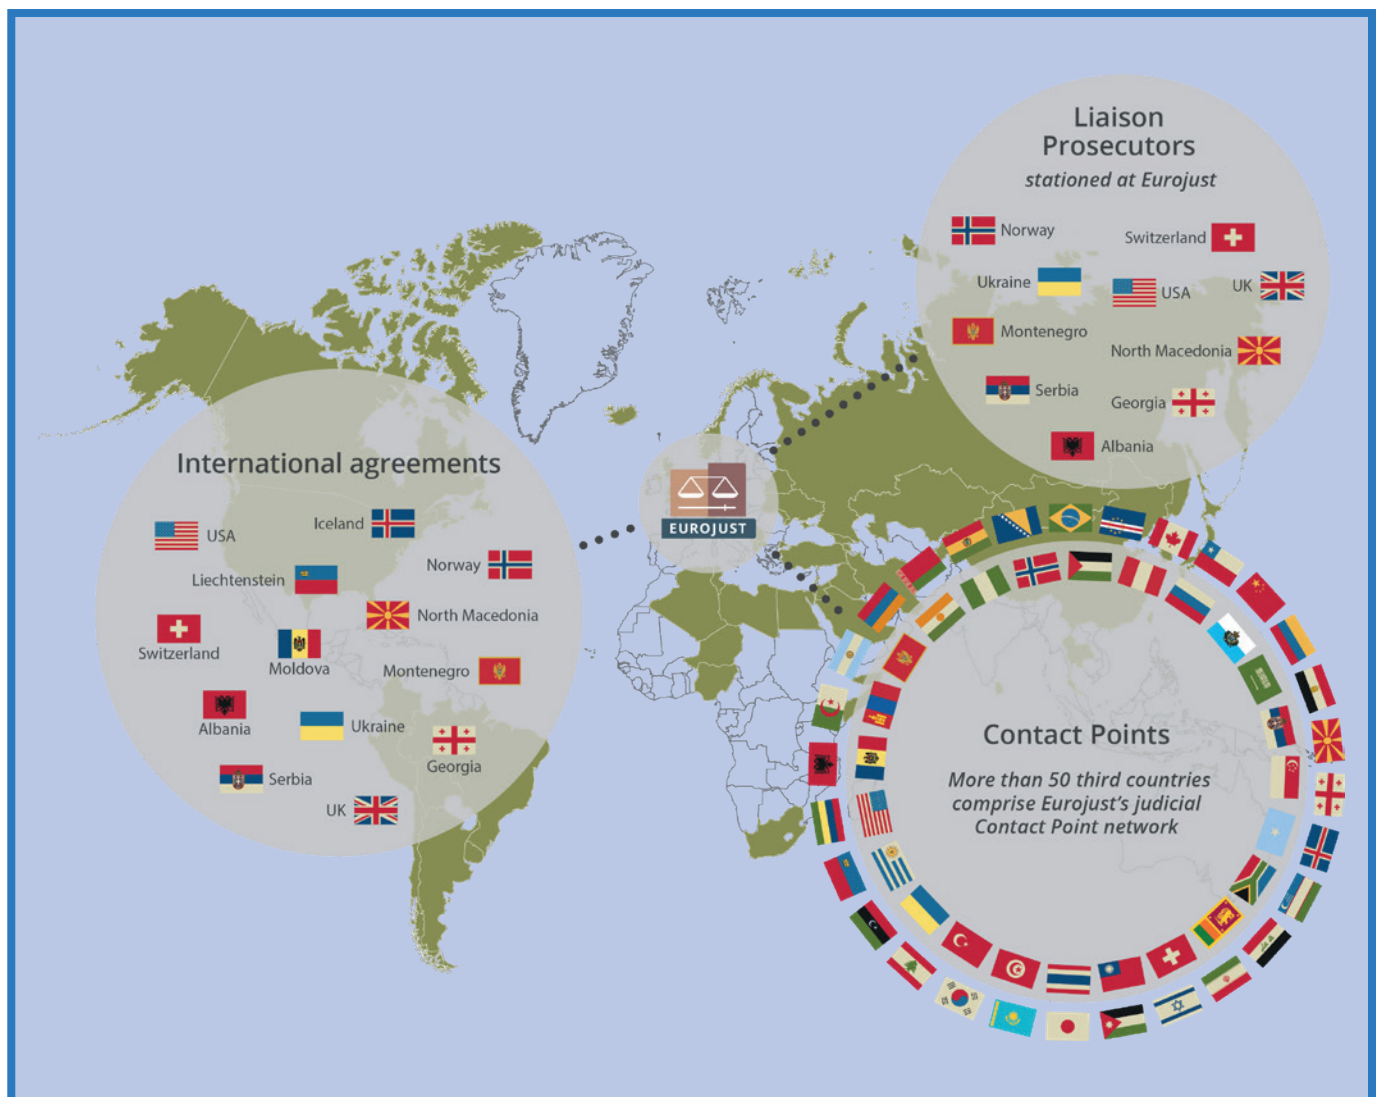 Liaison
Prosecutors
stationed at Eurojust
Norway
Switzerland
Ukraine
USA
UK
Montenegro
North Macedonia
Serbia
Georgia
Albania
International agreements
USA
Iceland
Norway
Liechtenstein
North Macedonia
Switzerland
Moldova
Montenegro
Albania
Ukraine
Georgia
Serbia
UK
EUROJUST
Contact Points
More than 50 third countries
comprise Eurojust's judicial
Contact Point network